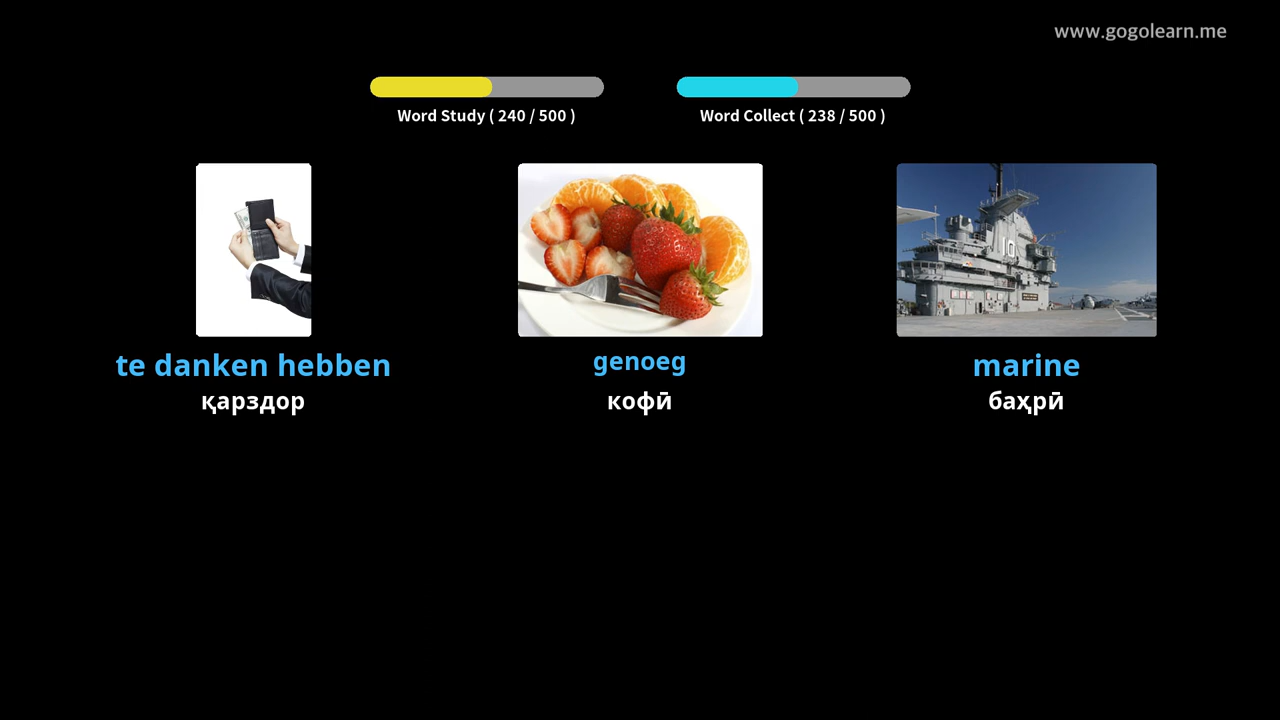 www.gogolearn.me
Word Study ( 240 / 500 )
Word Collect ( 238 / 500 )
10
te danken hebben
genoeg
marine
қарздор
кофӣ
баҳрӣ